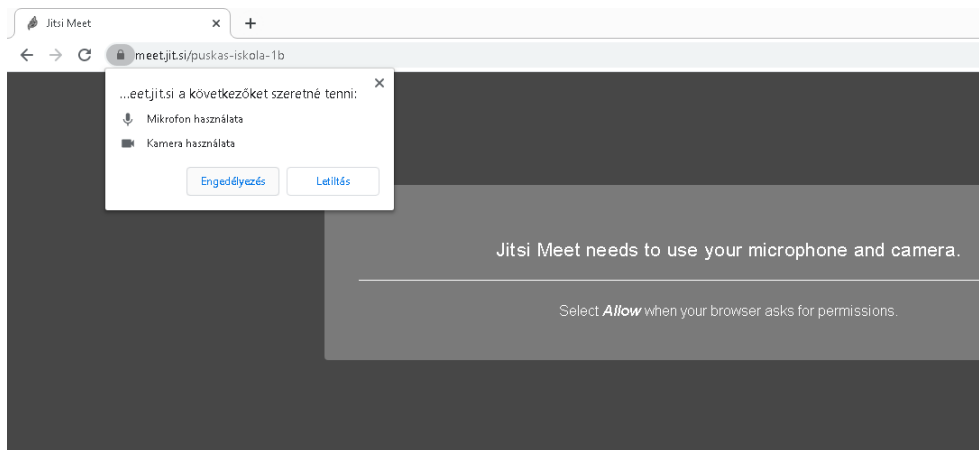 Jitsi Meet
meet.jit.si/puskas-iskola-1b
...eet.jit.si a következőket szeretné tenni:
Mikrofon használata
Kamera használata
Engedélyezés Letiltás
Jitsi Meet needs to use your microphone and camera.
Select Allow when your browser asks for permissions.